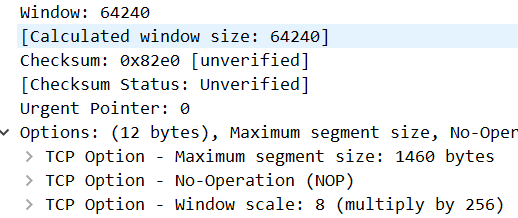 Window: 64240
[Calculated window size: 64240]
Checksum: 0x82e0 [unverified]
[Checksum Status: Unverified]
Urgent Pointer: 0
Options: (12 bytes), Maximum segment size, No-Oper
TCP Option - Maximum segment size: 1460 bytes
TCP Option - No-Operation (NOP)
TCP Option - Window scale: 8 (multiply by 256)